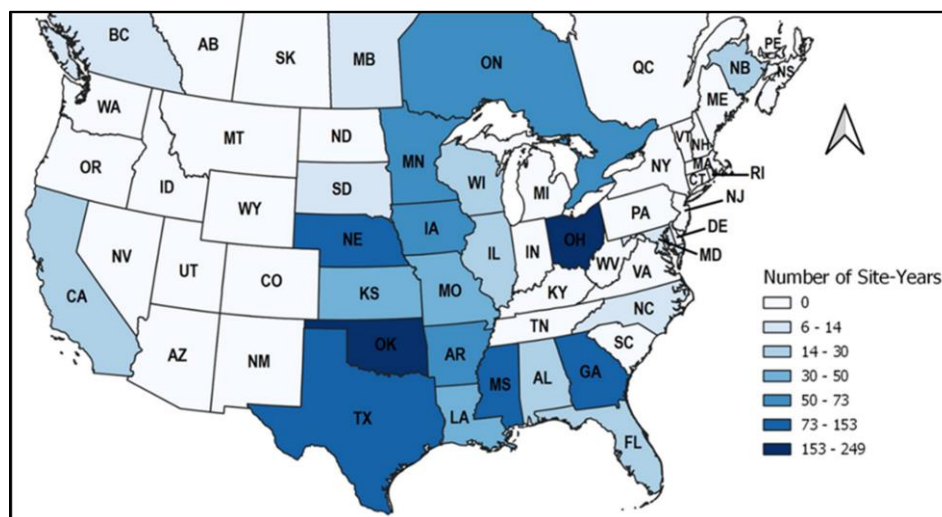 BC
AB
SK
MB
ON
QC
PE
NB
NS
WA
MT
ND
MN
ME
VT
NH
OR
ID
SD
WI
MI
NY
MA
CT
RI
WY
NJ
NE
IA
PA
DE
NV
UT
CO
IL
IN
OH
WV
VA
MD
CA
KS
MO
KY
NC
TN
AZ
NM
OK
AR
SC
TX
MS
AL
GA
LA
FL
Number of Site-Years
0
6 - 14
14 - 30
30 - 50
50 - 73
73 - 153
153 - 249